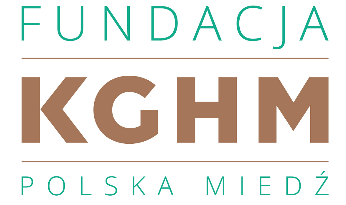 FUNDACJA
KGHM
POLSKA MIEDŹ